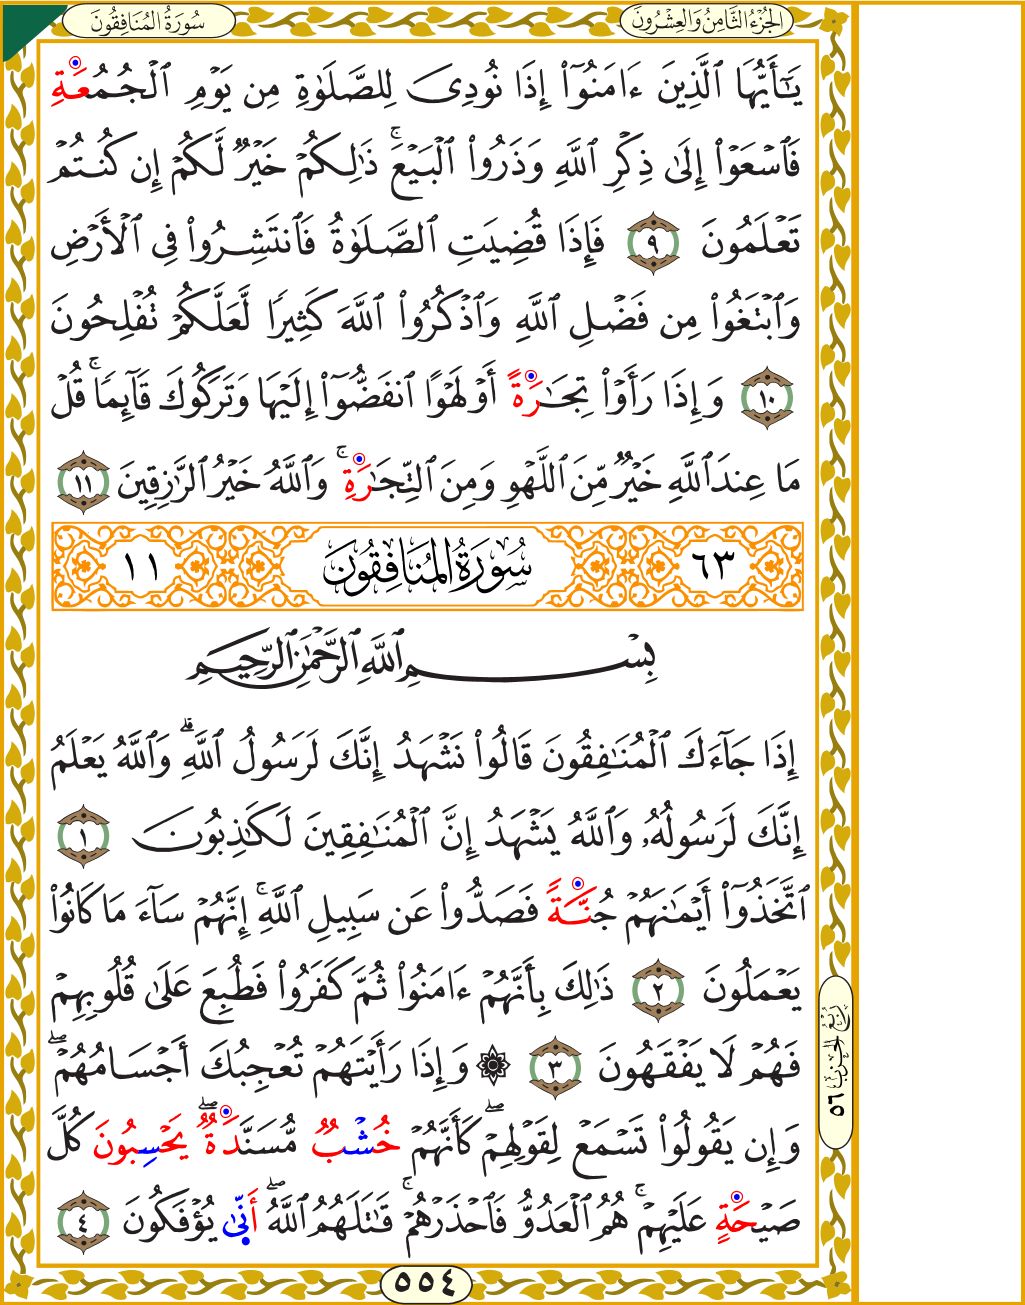 سُورَةُ المُنَافِقُونَ
الجُزْءُ الثَّامِنُ وَالعِشْرُونَ
يَٰٓأَيُّهَا ٱلَّذِينَ ءَامَنُوٓا۟ إِذَا نُودِىَ لِلصَّلَوٰةِ مِن يَوْمِ ٱلْجُمُعَةِ
فَٱسْعَوْا۟ إِلَىٰ ذِكْرِ ٱللَّهِ وَذَرُوا۟ ٱلْبَيْعَ ۚ ذَٰلِكُمْ خَيْرٌ لَّكُمْ إِن كُنتُمْ
تَعْلَمُونَ ٩ فَإِذَا قُضِيَتِ ٱلصَّلَوٰةُ فَٱنتَشِرُوا۟ فِى ٱلْأَرْضِ
وَٱبْتَغُوا۟ مِن فَضْلِ ٱللَّهِ وَٱذْكُرُوا۟ ٱللَّهَ كَثِيرًا لَّعَلَّكُمْ تُفْلِحُونَ
١٠ وَإِذَا رَأَوْا۟ تِجَٰرَةً أَوْ لَهْوًا ٱنفَضُّوٓا۟ إِلَيْهَا وَتَرَكُوكَ قَآئِمًا ۚ قُلْ
مَا عِندَ ٱللَّهِ خَيْرٌ مِّنَ ٱللَّهْوِ وَمِنَ ٱلتِّجَٰرَةِ ۚ وَٱللَّهُ خَيْرُ ٱلرَّٰزِقِينَ ١١
٦٣ سُورَةُ المُنَافِقُونَ ١١
بِسْمِ ٱللَّهِ ٱلرَّحْمَٰنِ ٱلرَّحِيمِ
إِذَا جَآءَكَ ٱلْمُنَٰفِقُونَ قَالُوا۟ نَشْهَدُ إِنَّكَ لَرَسُولُ ٱللَّهِ ۗ وَٱللَّهُ يَعْلَمُ
إِنَّكَ لَرَسُولُهُۥ وَٱللَّهُ يَشْهَدُ إِنَّ ٱلْمُنَٰفِقِينَ لَكَٰذِبُونَ ١
ٱتَّخَذُوٓا۟ أَيْمَٰنَهُمْ جُنَّةً فَصَدُّوا۟ عَن سَبِيلِ ٱللَّهِ ۚ إِنَّهُمْ سَآءَ مَا كَانُوا۟
يَعْمَلُونَ ٢ ذَٰلِكَ بِأَنَّهُمْ ءَامَنُوا۟ ثُمَّ كَفَرُوا۟ فَطُبِعَ عَلَىٰ قُلُوبِهِمْ
فَهُمْ لَا يَفْقَهُونَ ٣ ۞ وَإِذَا رَأَيْتَهُمْ تُعْجِبُكَ أَجْسَامُهُمْ ۖ
وَإِن يَقُولُوا۟ تَسْمَعْ لِقَوْلِهِمْ ۖ كَأَنَّهُمْ خُشُبٌ مُّسَنَّدَةٌ ۖ يَحْسِبُونَ كُلَّ
صَيْحَةٍ عَلَيْهِمْ ۚ هُمُ ٱلْعَدُوُّ فَٱحْذَرْهُمْ ۚ قَٰتَلَهُمُ ٱللَّهُ ۖ أَنَّىٰ يُؤْفَكُونَ ٤
رُبْعُ الحِزْبِ ٥٦
٥٥٤